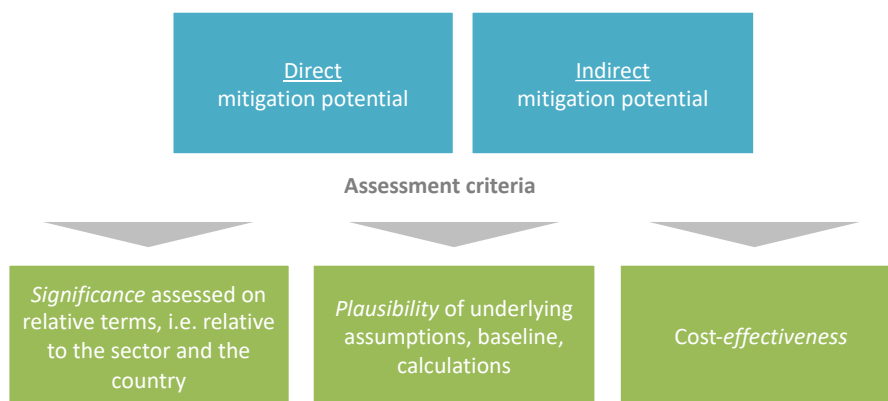 Direct
mitigation potential
Indirect
mitigation potential
Assessment criteria
Significance assessed on
relative terms, i.e. relative
to the sector and the
country
Plausibility of underlying
assumptions, baseline,
calculations
Cost-effectiveness